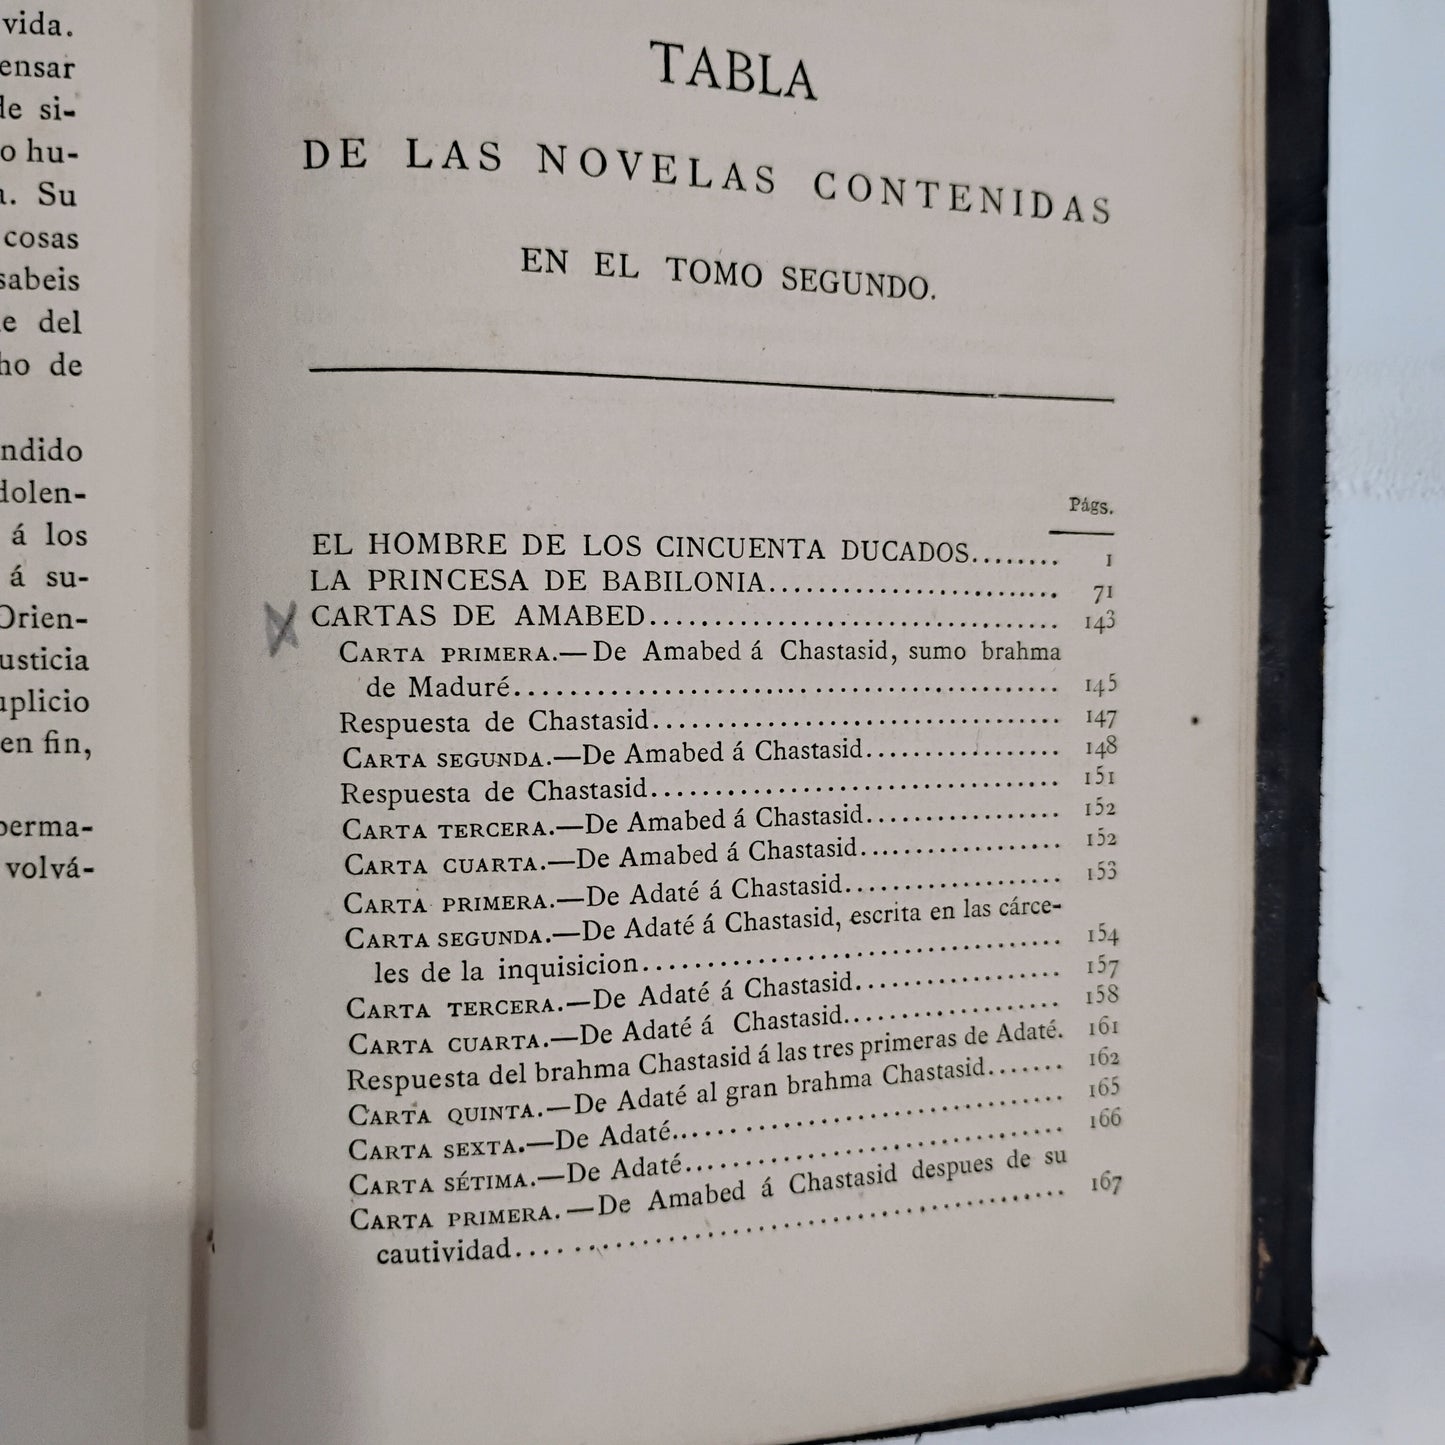 vida.
ensar
de si-
o hu-
a. Su
cosas
sabeis
e del
ho de
ndido
dolen-
á los
á su-
Orien-
usticia
uplicio
en fin,
perma-
volvá-
TABLA
DE LAS NOVELAS CONTENIDAS
EN EL TOMO SEGUNDO.
Págs.
EL HOMBRE DE LOS CINCUENTA DUCADOS........ 1
LA PRINCESA DE BABILONIA.......................... 71
CARTAS DE AMABED................................. 143
CARTA PRIMERA.—De Amabed á Chastasid, sumo brahma
de Maduré....................................... 145
Respuesta de Chastasid.............................. 147
CARTA SEGUNDA.—De Amabed á Chastasid................. 148
Respuesta de Chastasid.............................. 151
CARTA TERCERA.—De Amabed á Chastasid................. 152
CARTA CUARTA.—De Amabed á Chastasid.................. 152
CARTA PRIMERA.—De Adaté á Chastasid................... 153
CARTA SEGUNDA.—De Adaté á Chastasid, escrita en las cárce-
les de la inquisicion................................ 154
CARTA TERCERA.—De Adaté á Chastasid.................. 157
CARTA CUARTA.—De Adaté á Chastasid................... 158
Respuesta del brahma Chastasid á las tres primeras de Adaté. 161
CARTA QUINTA.—De Adaté al gran brahma Chastasid....... 162
CARTA SEXTA.—De Adaté............................... 165
CARTA SÉTIMA.—De Adaté.............................. 166
CARTA PRIMERA.—De Amabed á Chastasid despues de su
cautividad........................................ 167